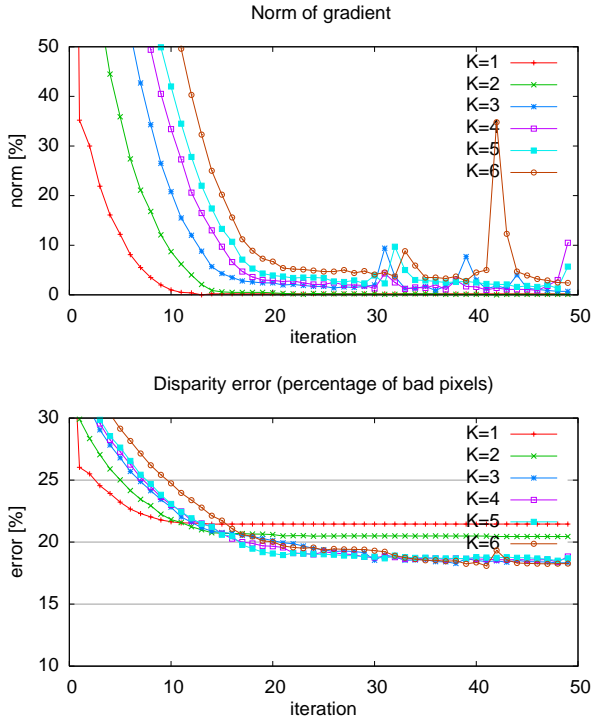 Norm of gradient
50
40
30
20
10
0
norm [%]
K=1
K=2
K=3
K=4
K=5
K=6
0 10 20 30 40 50
iteration
Disparity error (percentage of bad pixels)
30
25
20
15
10
error [%]
K=1
K=2
K=3
K=4
K=5
K=6
0 10 20 30 40 50
iteration